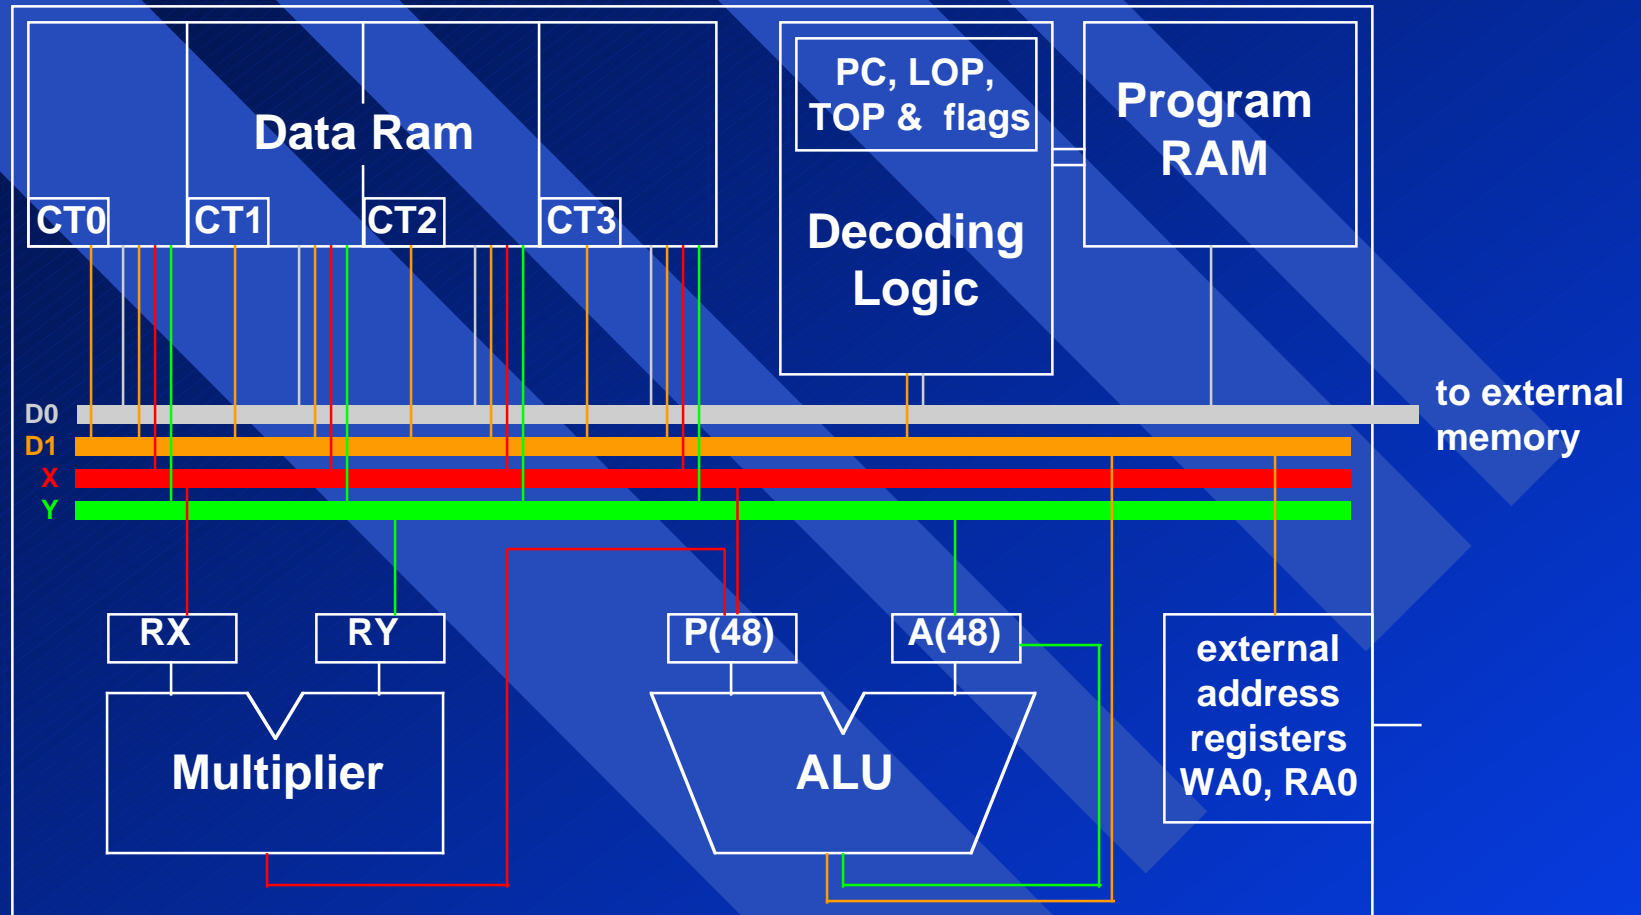 PC, LOP,
TOP & flags
Program
RAM
Data Ram
CT0
CT1
CT2
CT3
Decoding
Logic
to external
memory
D0
D1
X
Y
RX
RY
P(48)
A(48)
Multiplier
ALU
external
address
registers
WA0, RA0